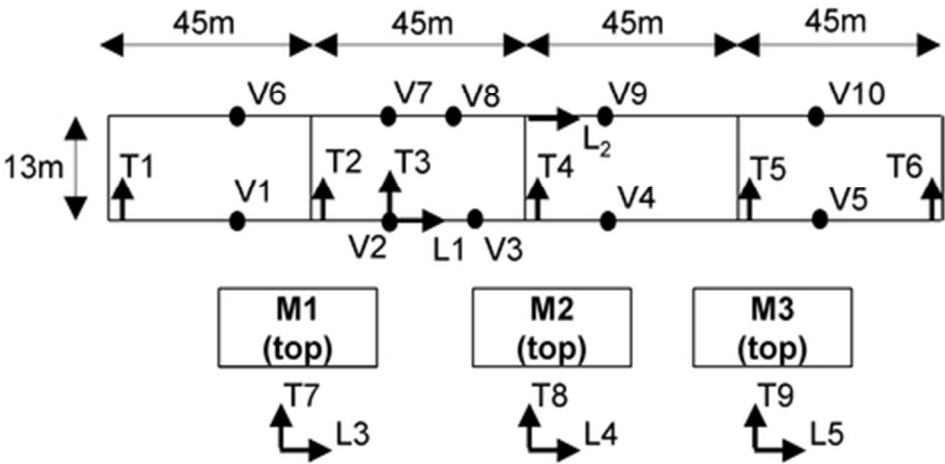 45m 45m 45m 45m
V6 V7 V8 V9 V10
L2
13m T1 T2 T3 T4 T5 T6
V1 V4 V5
V2 L1 V3
M1 M2 M3
(top) (top) (top)
T7 T8 T9
L3 L4 L5